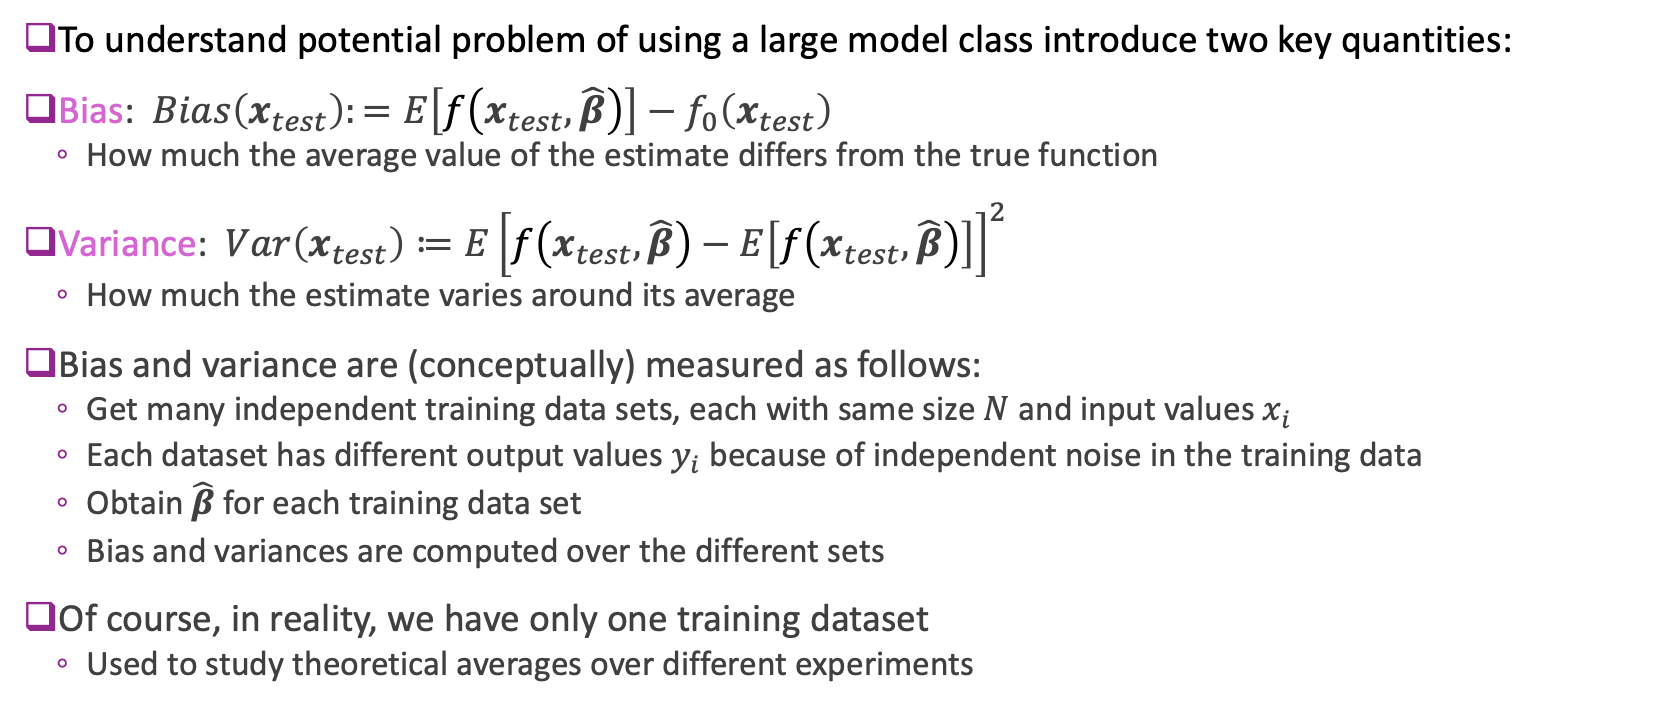 ❑To understand potential problem of using a large model class introduce two key quantities:
❑Bias: Bias(𝒙_test):= E[f(𝒙_test, 𝜷̂)] − f₀(𝒙_test)
◦ How much the average value of the estimate differs from the true function
❑Variance: Var(𝒙_test) ≔ E[f(𝒙_test, 𝜷̂) − E[f(𝒙_test, 𝜷̂)]]²
◦ How much the estimate varies around its average
❑Bias and variance are (conceptually) measured as follows:
◦ Get many independent training data sets, each with same size N and input values xᵢ
◦ Each dataset has different output values yᵢ because of independent noise in the training data
◦ Obtain 𝜷̂ for each training data set
◦ Bias and variances are computed over the different sets
❑Of course, in reality, we have only one training dataset
◦ Used to study theoretical averages over different experiments